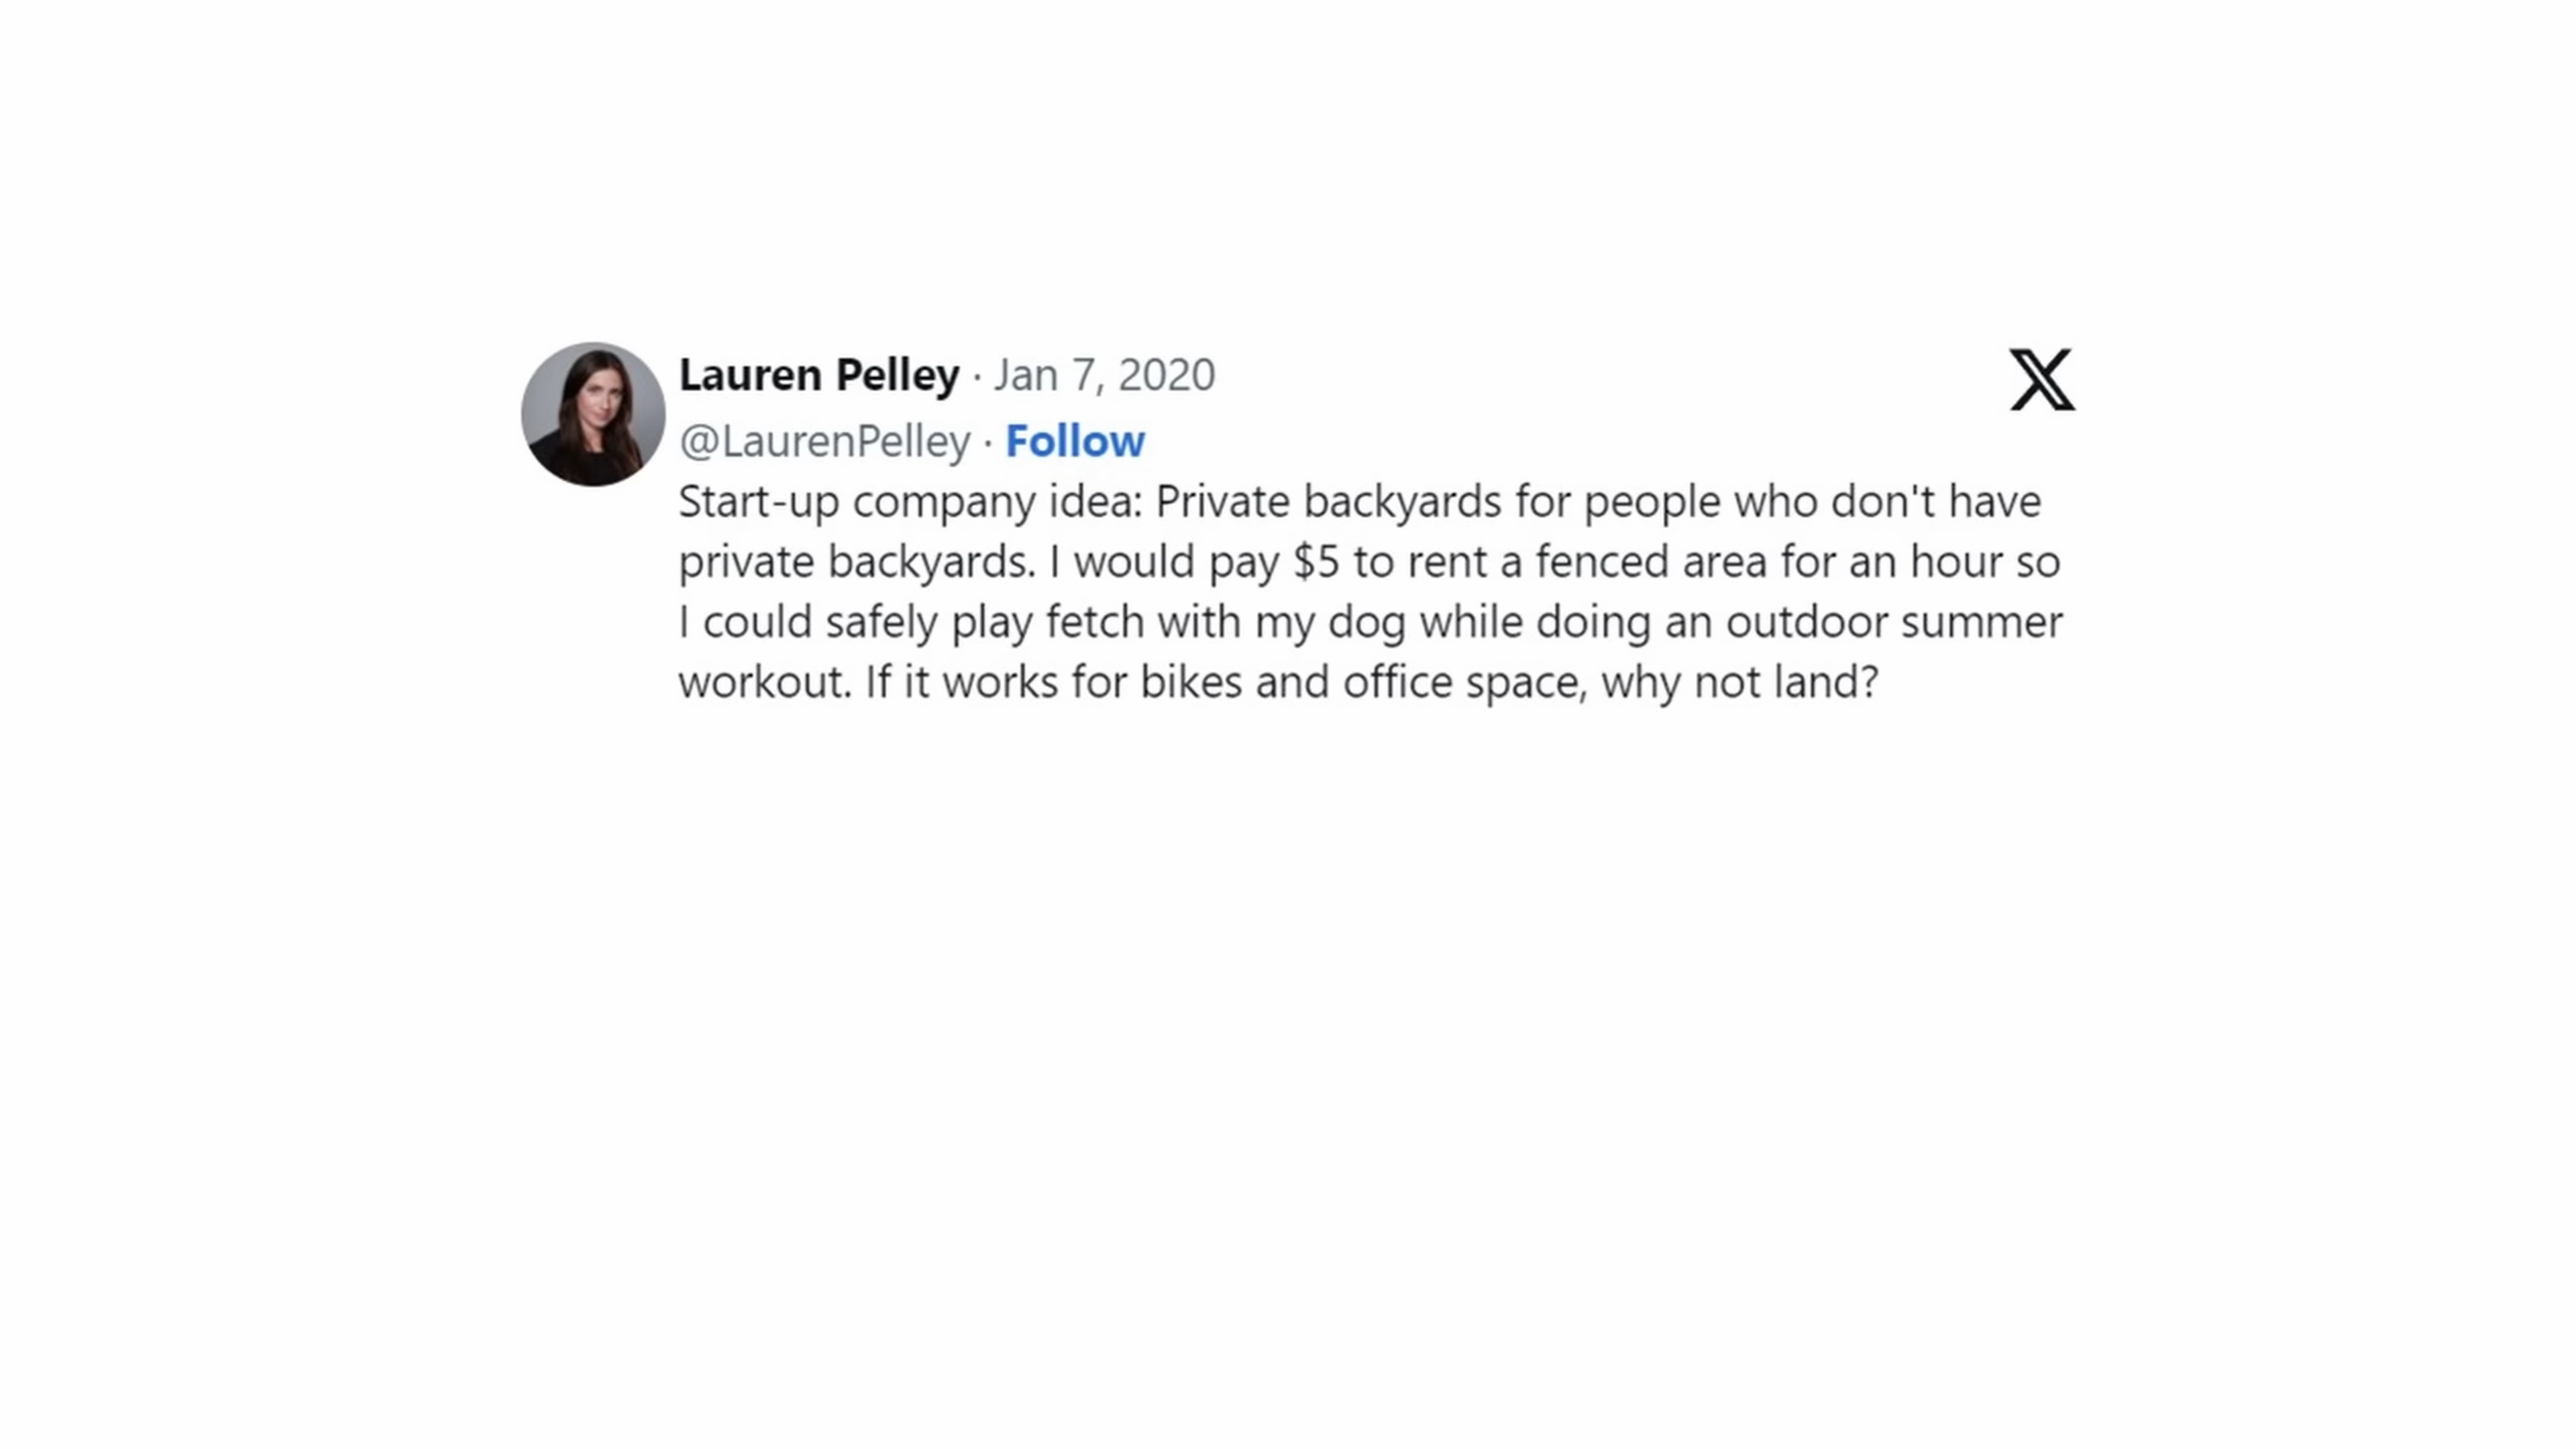 Lauren Pelley · Jan 7, 2020
@LaurenPelley · Follow
Start-up company idea: Private backyards for people who don't have
private backyards. I would pay $5 to rent a fenced area for an hour so
I could safely play fetch with my dog while doing an outdoor summer
workout. If it works for bikes and office space, why not land?